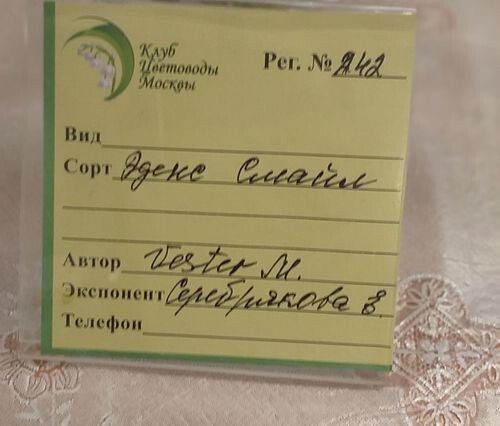 Клуб
Цветоводы
Москвы
Рег. № 242
Вид
Сорт Эденс Смайл
Автор Vester M.
Экспонент Серебрякова Е.
Телефон